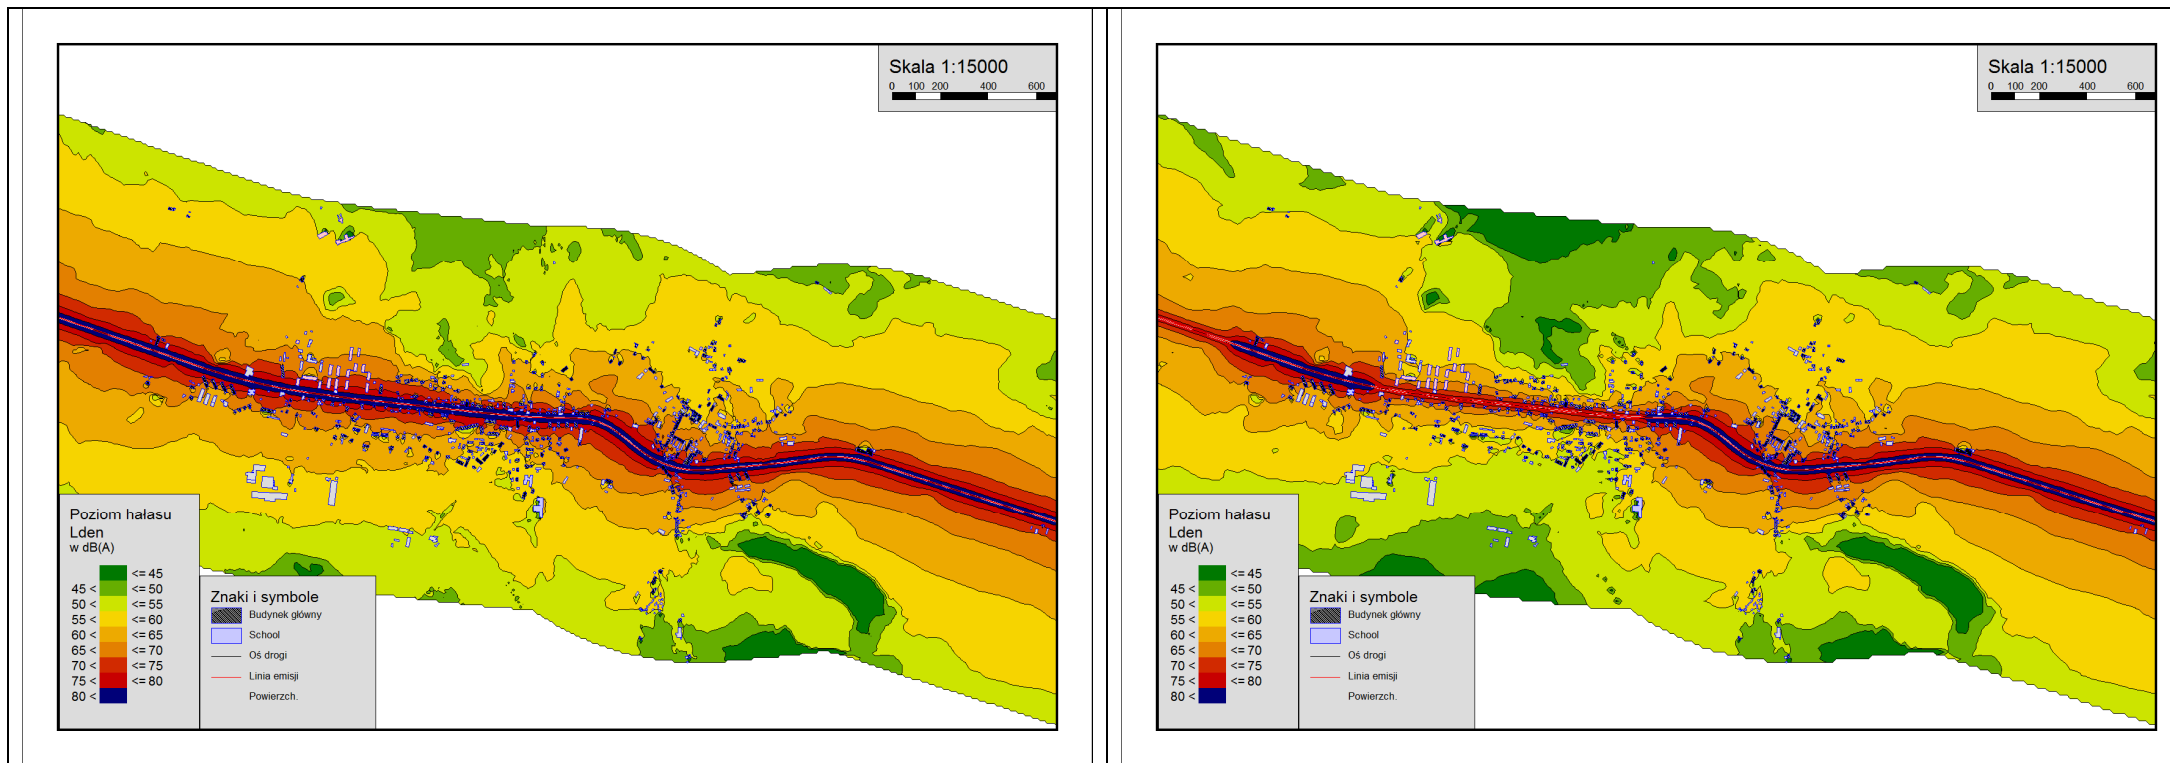 Skala 1:15000
0 100 200 400 600
Poziom hałasu
Lden
w dB(A)
<= 45
45 < <= 50
50 < <= 55
55 < <= 60
60 < <= 65
65 < <= 70
70 < <= 75
75 < <= 80
80 <
Znaki i symbole
Budynek główny
School
Oś drogi
Linia emisji
Powierzch.
Skala 1:15000
0 100 200 400 600
Poziom hałasu
Lden
w dB(A)
<= 45
45 < <= 50
50 < <= 55
55 < <= 60
60 < <= 65
65 < <= 70
70 < <= 75
75 < <= 80
80 <
Znaki i symbole
Budynek główny
School
Oś drogi
Linia emisji
Powierzch.